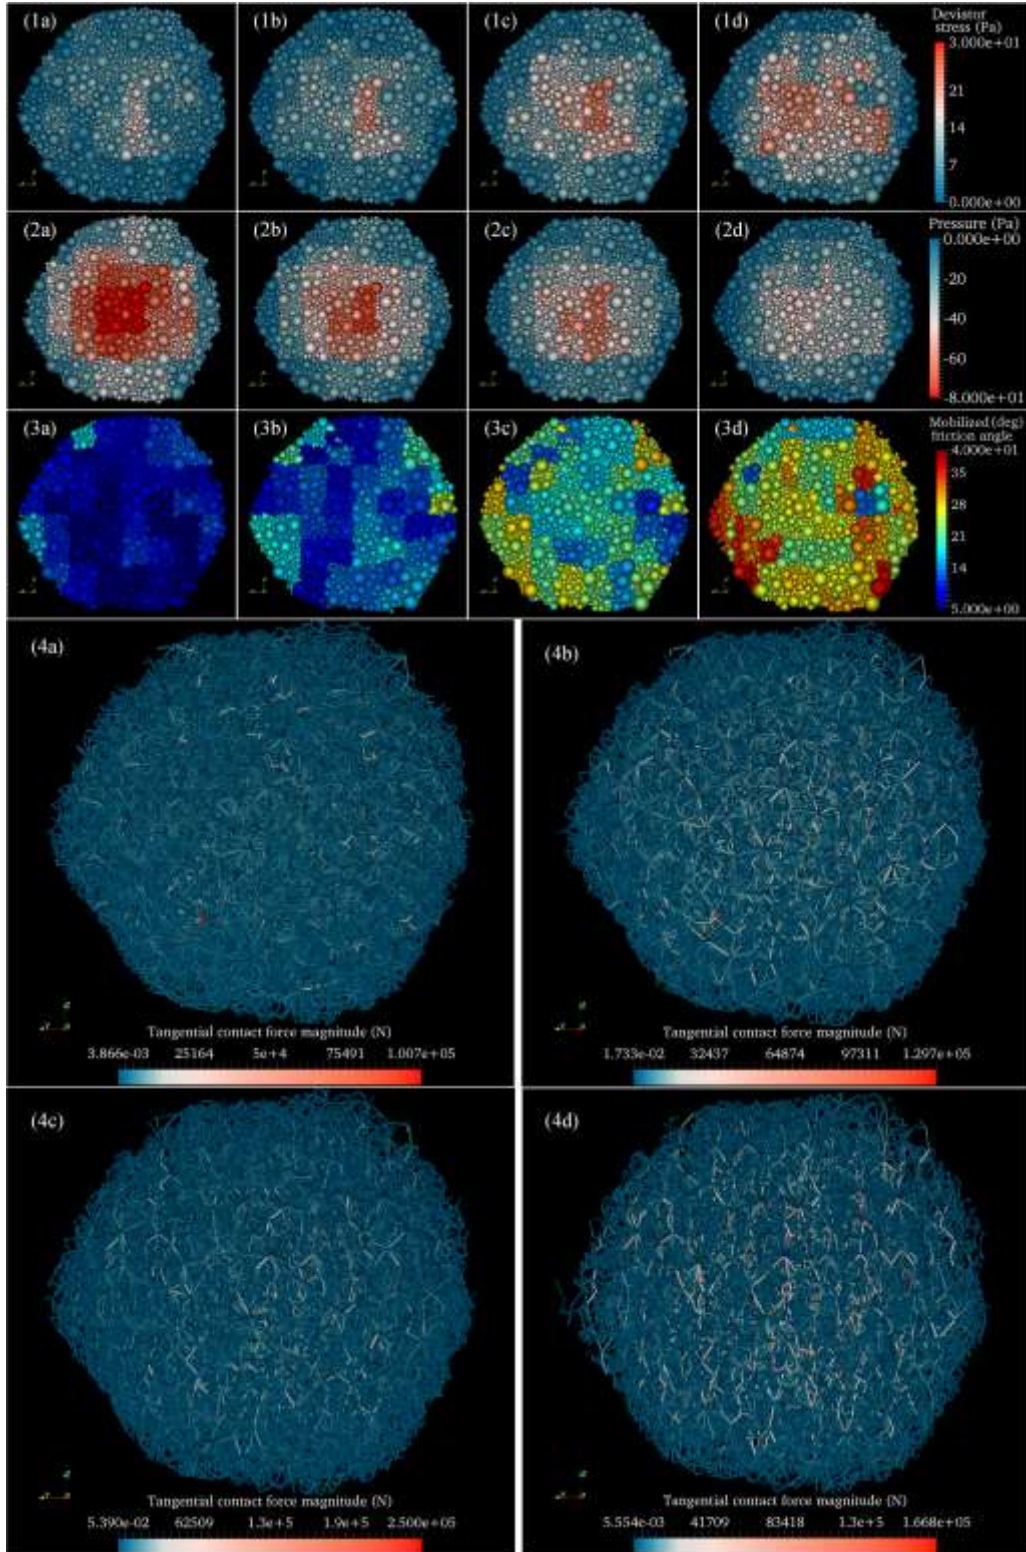 (1a) (1b) (1c) (1d) Deviator
stress (Pa)
3.000e+01
21
14
7
0.000e+00
(2a) (2b) (2c) (2d) Pressure (Pa)
0.000e+00
-20
-40
-60
-8.000e+01
(3a) (3b) (3c) (3d) Mobilized (deg)
friction angle
4.000e+01
35
28
21
14
5.000e+00
(4a) (4b)
Tangential contact force magnitude (N) Tangential contact force magnitude (N)
3.866e-03 25164 5e+4 75491 1.007e+05 1.733e-02 32437 64874 97311 1.297e+05
(4c) (4d)
Tangential contact force magnitude (N) Tangential contact force magnitude (N)
5.390e-02 62509 1.3e+5 1.9e+5 2.500e+05 5.554e-03 41709 83418 1.3e+5 1.668e+05